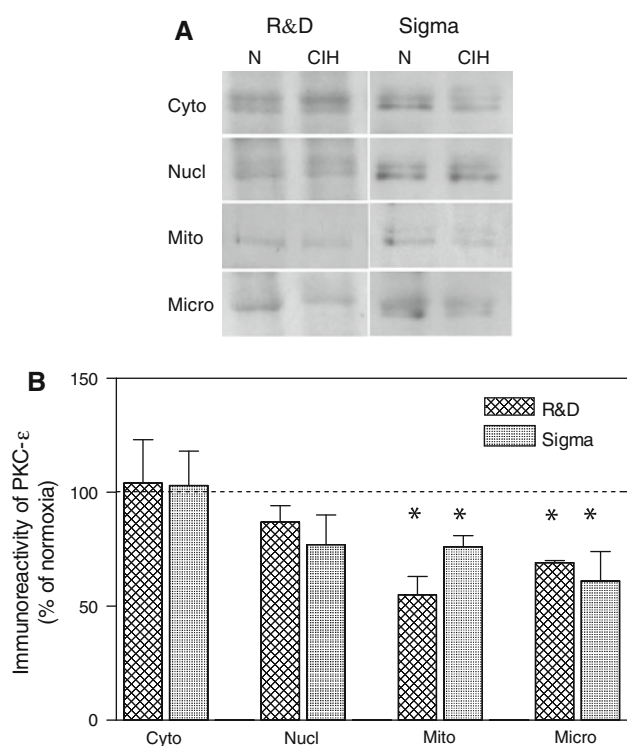 A
R&D Sigma
N CIH N CIH
Cyto
Nucl
Mito
Micro
B
Immunoreactivity of PKC-ε
(% of normoxia)
150
100
50
0
R&D
Sigma
* * * *
Cyto Nucl Mito Micro